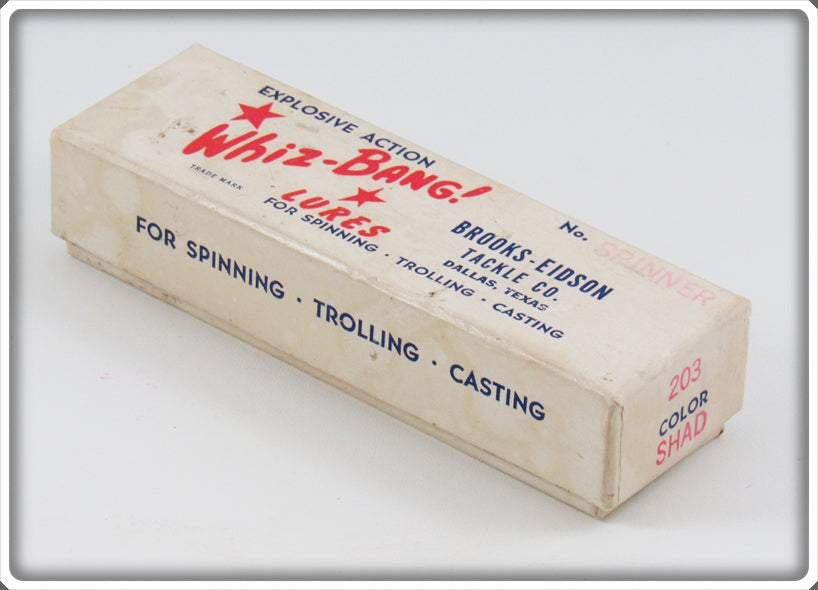 EXPLOSIVE ACTION
Whiz-BANG!
TRADE MARK
LURES
FOR SPINNING · TROLLING · CASTING
No. SPINNER
BROOKS-EIDSON
TACKLE CO.
DALLAS, TEXAS
FOR SPINNING · TROLLING · CASTING
203
COLOR
SHAD